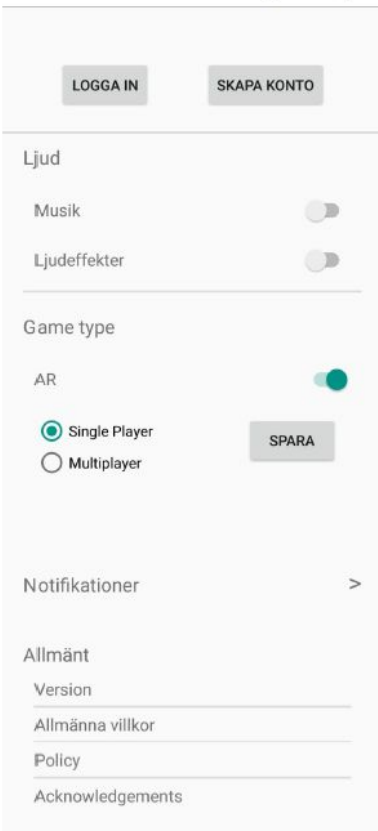 LOGGA IN SKAPA KONTO
Ljud
Musik
Ljudeffekter
Game type
AR
Single Player
SPARA
Multiplayer
Notifikationer >
Allmänt
Version
Allmänna villkor
Policy
Acknowledgements